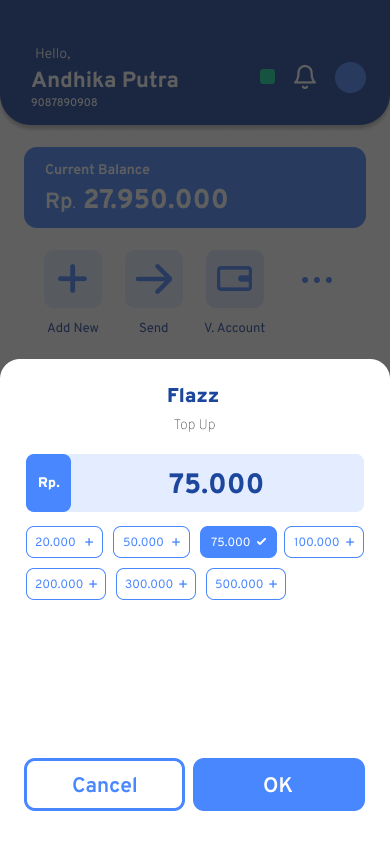 Hello,
Andhika Putra
9087890908
Current Balance
Rp. 27.950.000
Add New
Send
V. Account
Flazz
Top Up
Rp.
75.000
20.000 +
50.000 +
75.000 ✓
100.000 +
200.000 +
300.000 +
500.000 +
Cancel
OK